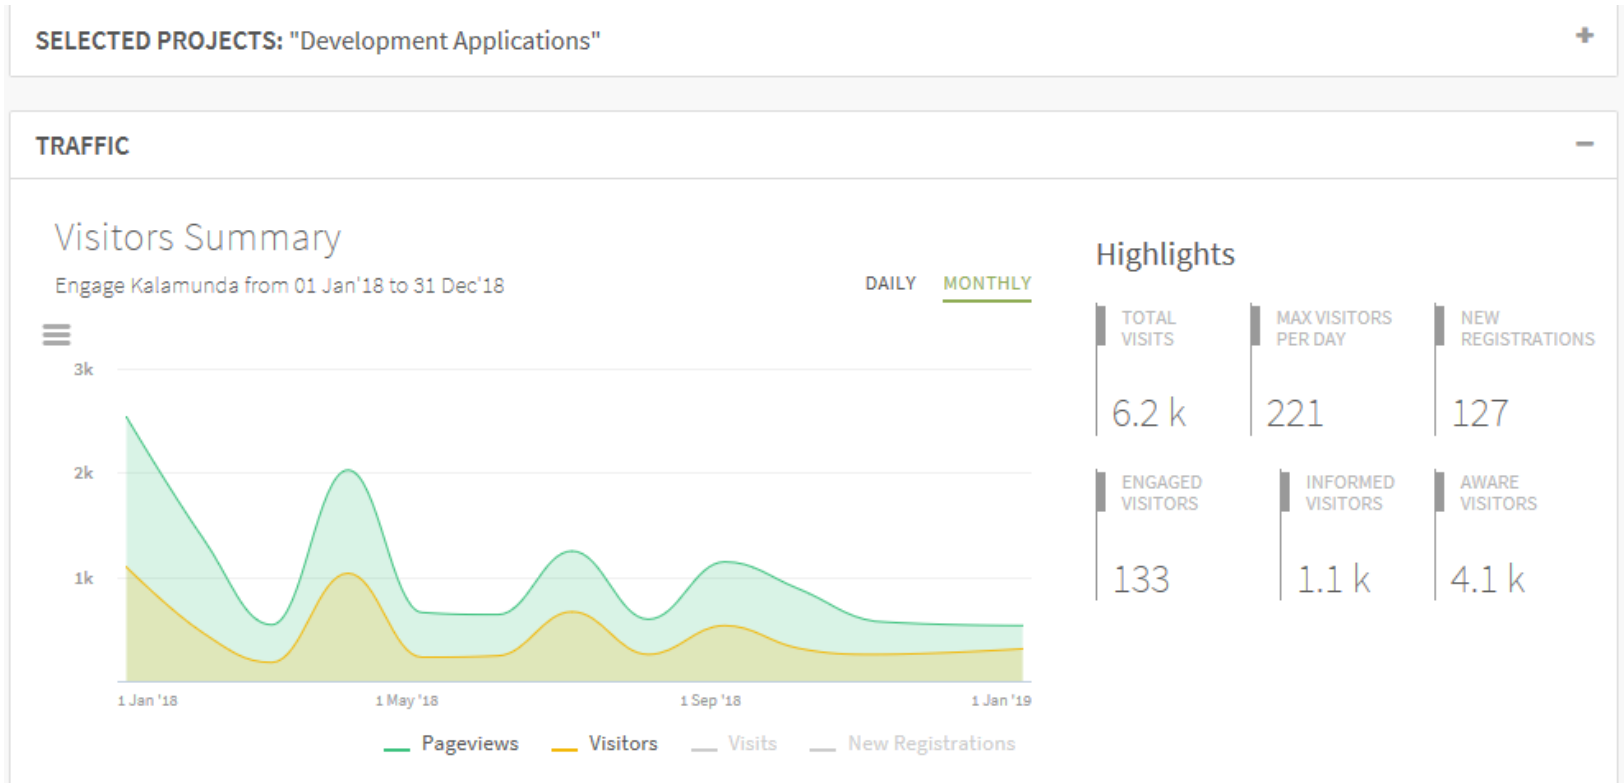 SELECTED PROJECTS: "Development Applications"
TRAFFIC
Visitors Summary
Engage Kalamunda from 01 Jan'18 to 31 Dec'18
DAILY MONTHLY
3k
2k
1k
1 Jan '18 1 May '18 1 Sep '18 1 Jan '19
Pageviews Visitors Visits New Registrations
Highlights
TOTAL
VISITS
6.2 k
MAX VISITORS
PER DAY
221
NEW
REGISTRATIONS
127
ENGAGED
VISITORS
133
INFORMED
VISITORS
1.1 k
AWARE
VISITORS
4.1 k